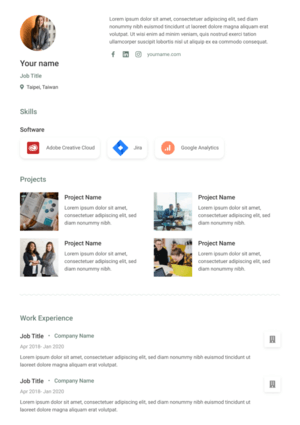 Lorem ipsum dolor sit amet, consectetuer adipiscing elit, sed diam
nonummy nibh euismod tincidunt ut laoreet dolore magna aliquam erat
volutpat. Ut wisi enim ad minim veniam, quis nostrud exerci tation
ullamcorper suscipit lobortis nisl ut aliquip ex ea commodo consequat.
yourname.com
Your name
Job Title
Taipei, Taiwan
Skills
Software
Adobe Creative Cloud
Jira
Google Analytics
Projects
Project Name
Lorem ipsum dolor sit amet,
consectetuer adipiscing elit, sed
diam nonummy nibh.
Project Name
Lorem ipsum dolor sit amet,
consectetuer adipiscing elit, sed
diam nonummy nibh.
Project Name
Lorem ipsum dolor sit amet,
consectetuer adipiscing elit, sed
diam nonummy nibh.
Project Name
Lorem ipsum dolor sit amet,
consectetuer adipiscing elit, sed
diam nonummy nibh.
Work Experience
Job Title • Company Name
Apr 2018- Jan 2020
Lorem ipsum dolor sit amet, consectetuer adipiscing elit, sed diam nonummy nibh euismod tincidunt ut
laoreet dolore magna aliquam erat volutpat.
Job Title • Company Name
Apr 2018- Jan 2020
Lorem ipsum dolor sit amet, consectetuer adipiscing elit, sed diam nonummy nibh euismod tincidunt ut
laoreet dolore magna aliquam erat volutpat.